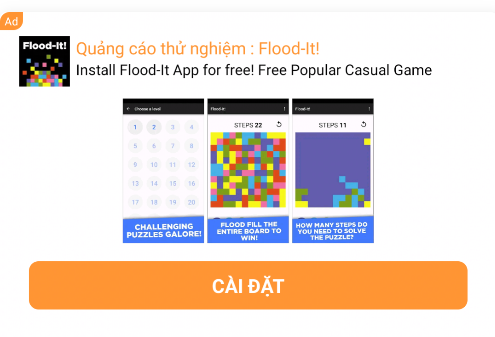 Ad
Flood-It!
Quảng cáo thử nghiệm : Flood-It!
Install Flood-It App for free! Free Popular Casual Game
Choose a level
1 2 3 4
5 6 7 8
9 10 11 12
13 14 15 16
17 18 19 20
CHALLENGING
PUZZLES GALORE!
Flood-It!
STEPS 22
FLOOD FILL THE
ENTIRE BOARD TO
WIN!
Flood-It!
STEPS 11
HOW MANY STEPS DO
YOU NEED TO SOLVE
THE PUZZLE?
CÀI ĐẶT